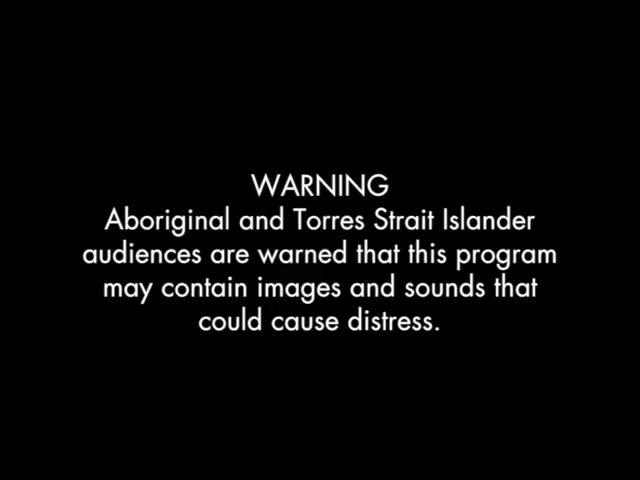 WARNING
Aboriginal and Torres Strait Islander
audiences are warned that this program
may contain images and sounds that
could cause distress.